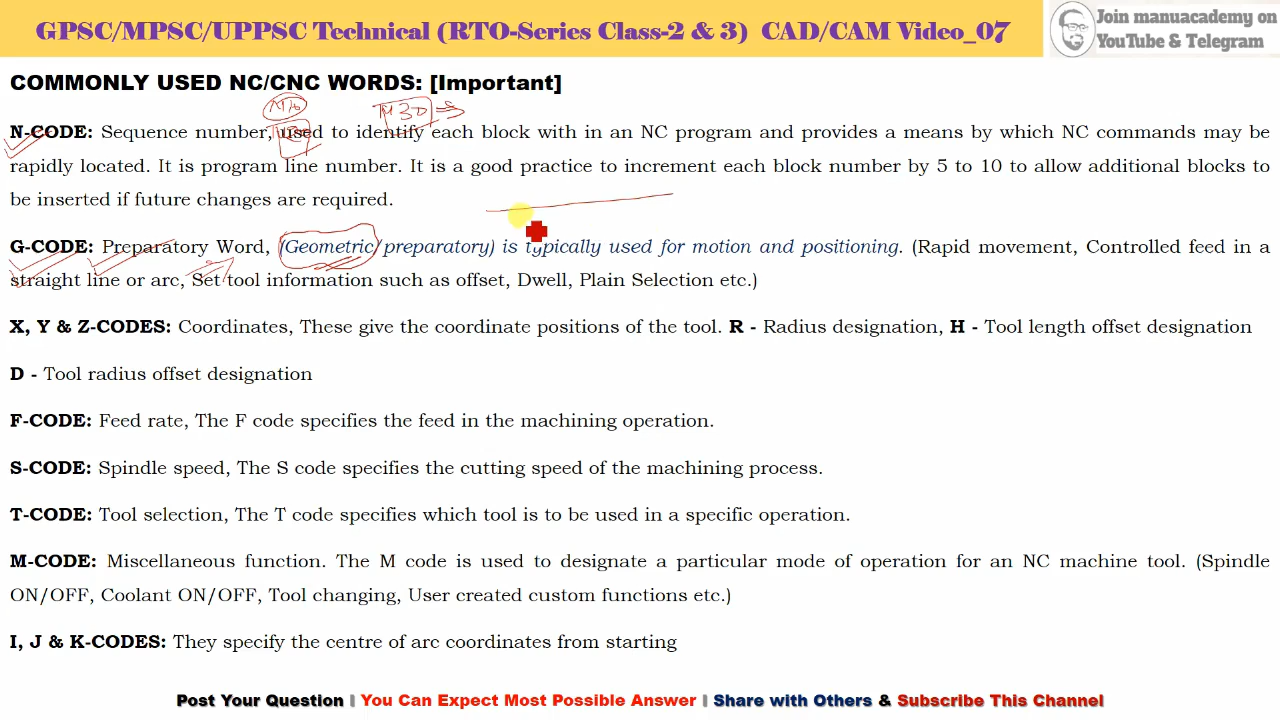 GPSC/MPSC/UPPSC Technical (RTO-Series Class-2 & 3) CAD/CAM Video_07
Join manuacademy on
YouTube & Telegram
COMMONLY USED NC/CNC WORDS: [Important]
N-CODE: Sequence number, used to identify each block with in an NC program and provides a means by which NC commands may be
rapidly located. It is program line number. It is a good practice to increment each block number by 5 to 10 to allow additional blocks to
be inserted if future changes are required.
G-CODE: Preparatory Word, (Geometric/preparatory) is typically used for motion and positioning. (Rapid movement, Controlled feed in a
straight line or arc, Set tool information such as offset, Dwell, Plain Selection etc.)
X, Y & Z-CODES: Coordinates, These give the coordinate positions of the tool. R - Radius designation, H - Tool length offset designation
D - Tool radius offset designation
F-CODE: Feed rate, The F code specifies the feed in the machining operation.
S-CODE: Spindle speed, The S code specifies the cutting speed of the machining process.
T-CODE: Tool selection, The T code specifies which tool is to be used in a specific operation.
M-CODE: Miscellaneous function. The M code is used to designate a particular mode of operation for an NC machine tool. (Spindle
ON/OFF, Coolant ON/OFF, Tool changing, User created custom functions etc.)
I, J & K-CODES: They specify the centre of arc coordinates from starting
Post Your Question | You Can Expect Most Possible Answer | Share with Others & Subscribe This Channel